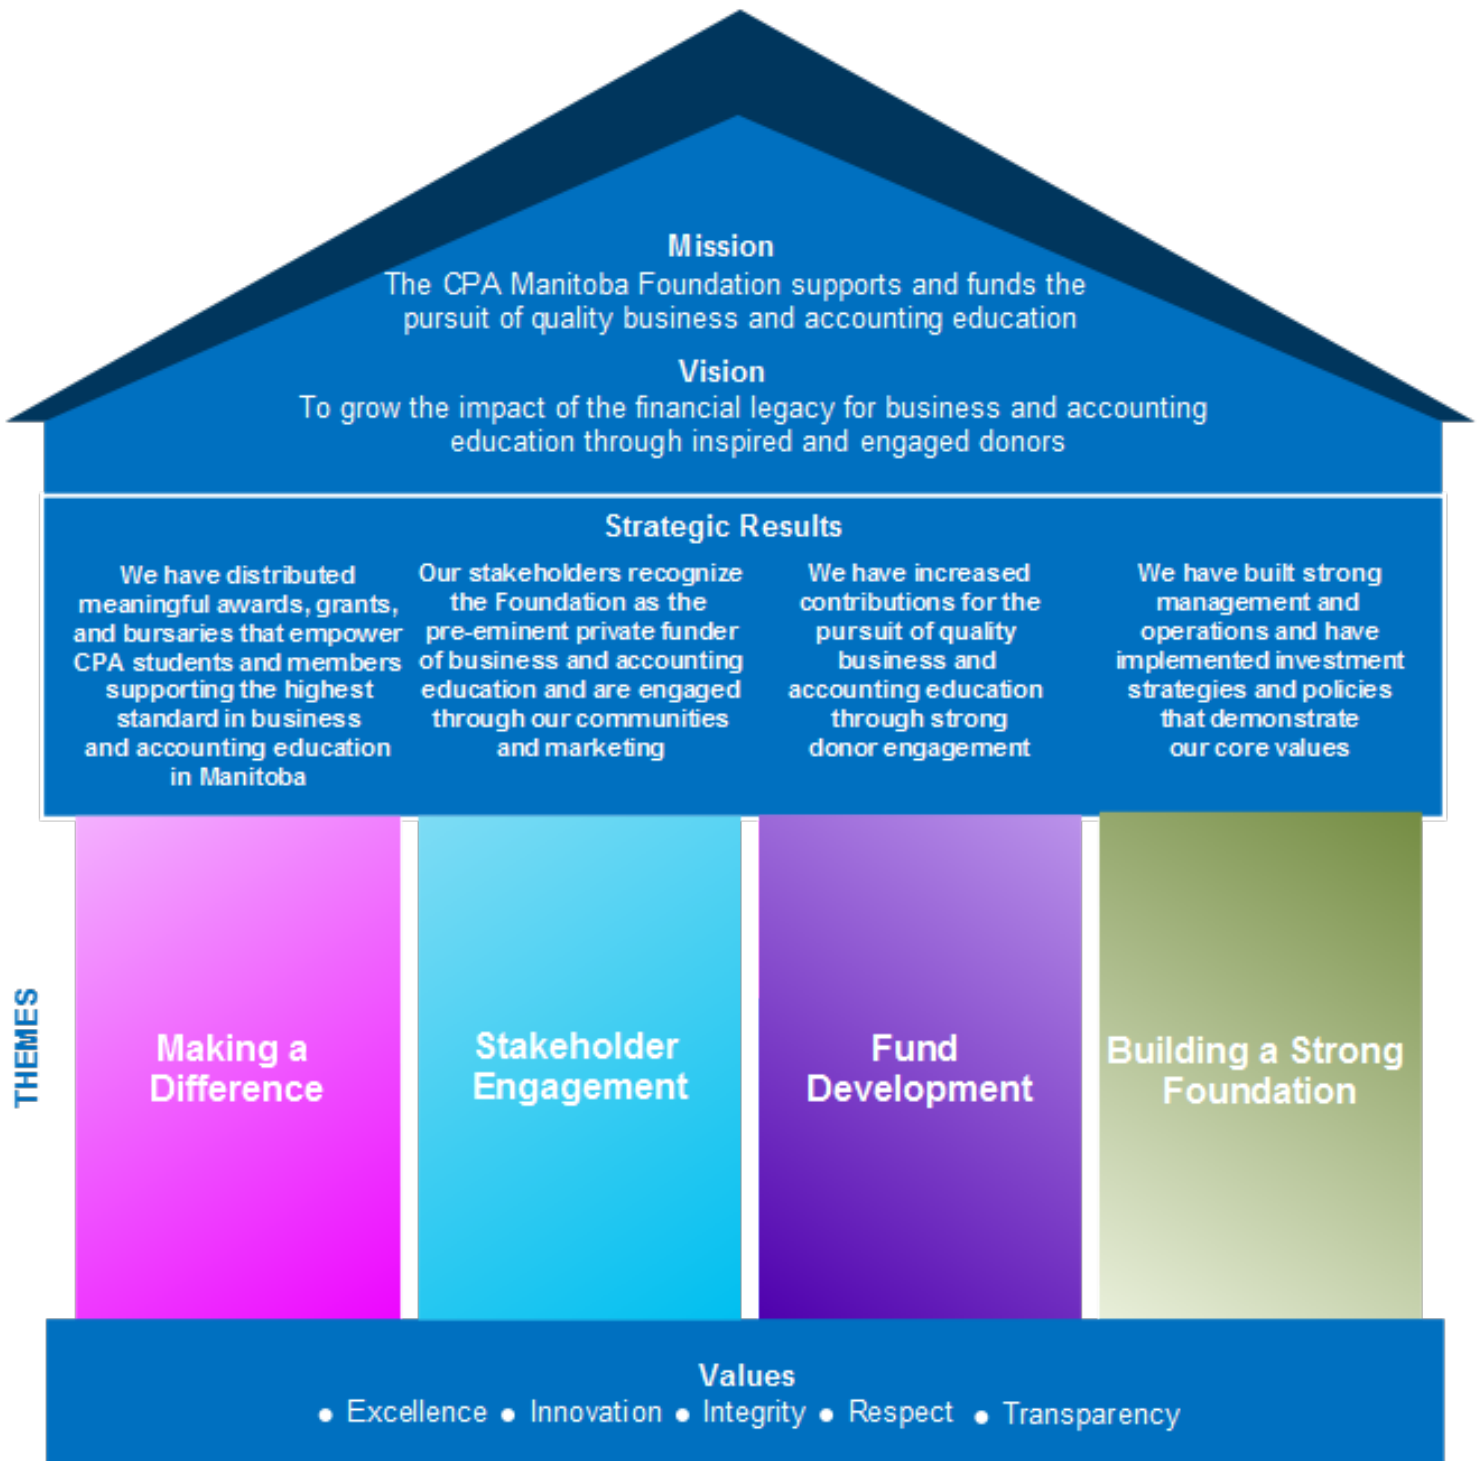 Mission
The CPA Manitoba Foundation supports and funds the
pursuit of quality business and accounting education
Vision
To grow the impact of the financial legacy for business and accounting
education through inspired and engaged donors
Strategic Results
We have distributed
meaningful awards, grants,
and bursaries that empower
CPA students and members
supporting the highest
standard in business
and accounting education
in Manitoba
Our stakeholders recognize
the Foundation as the
pre-eminent private funder
of business and accounting
education and are engaged
through our communities
and marketing
We have increased
contributions for the
pursuit of quality
business and
accounting education
through strong
donor engagement
We have built strong
management and
operations and have
implemented investment
strategies and policies
that demonstrate
our core values
THEMES
Making a
Difference
Stakeholder
Engagement
Fund
Development
Building a Strong
Foundation
Values
• Excellence • Innovation • Integrity • Respect • Transparency